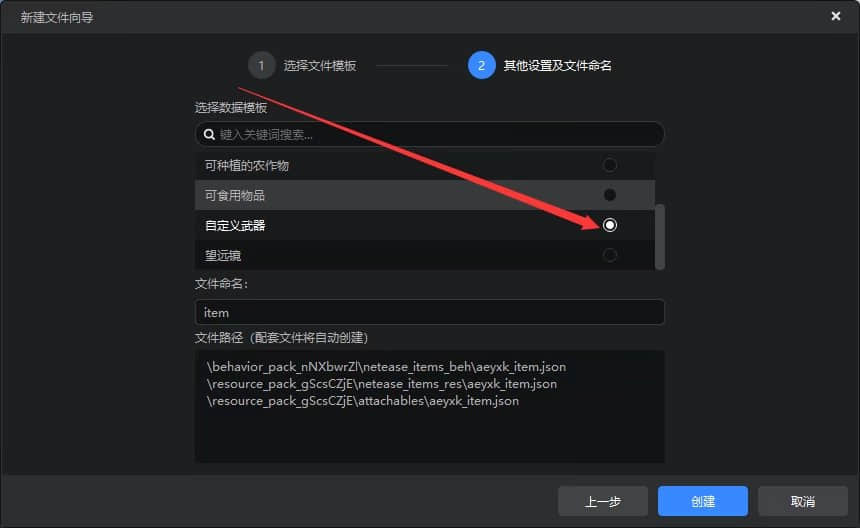 新建文件向导
1 选择文件模板 2 其他设置及文件命名
选择数据模板
键入关键词搜索...
可种植的农作物
可食用物品
自定义武器
望远镜
文件命名：
item
文件路径（配套文件将自动创建）
\behavior_pack_nNXbwrZl\netease_items_beh\aeyxk_item.json
\resource_pack_gScsCZjE\netease_items_res\aeyxk_item.json
\resource_pack_gScsCZjE\attachables\aeyxk_item.json
上一步 创建 取消